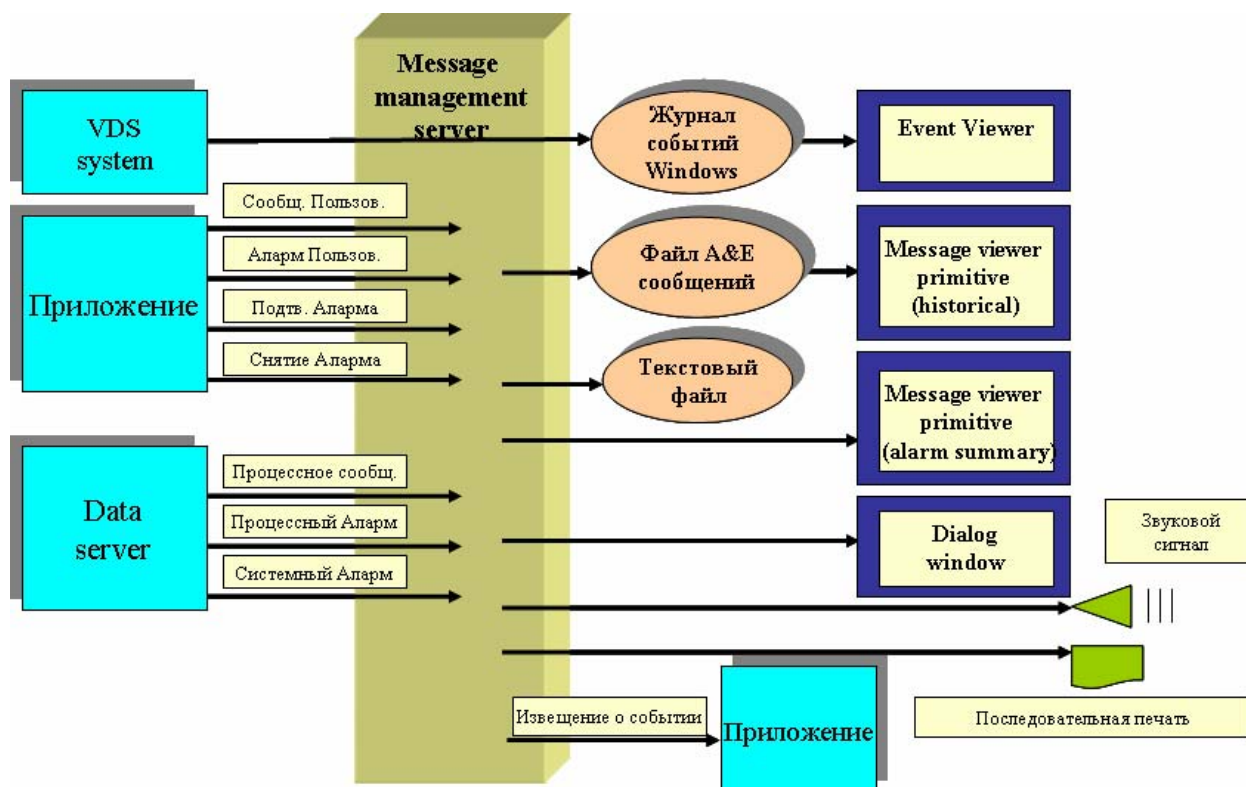 Message
management
server
VDS
system
Журнал
событий
Windows
Event Viewer
Сообщ. Пользов.
Аларм Пользов.
Подтв. Аларма
Снятие Аларма
Приложение
Файл A&E
сообщений
Message viewer
primitive
(historical)
Текстовый
файл
Message viewer
primitive
(alarm summary)
Data
server
Процессное сообщ.
Процессный Аларм
Системный Аларм
Dialog
window
Звуковой
сигнал
Извещение о событии
Приложение
Последовательная печать